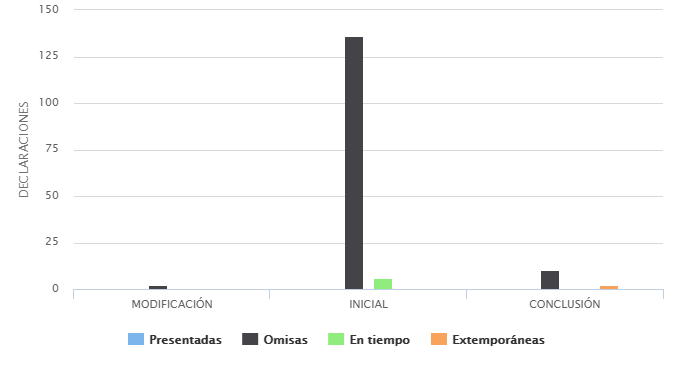 150
125
100
75
50
25
0
DECLARACIONES
MODIFICACIÓN INICIAL CONCLUSIÓN
Presentadas Omisas En tiempo Extemporáneas